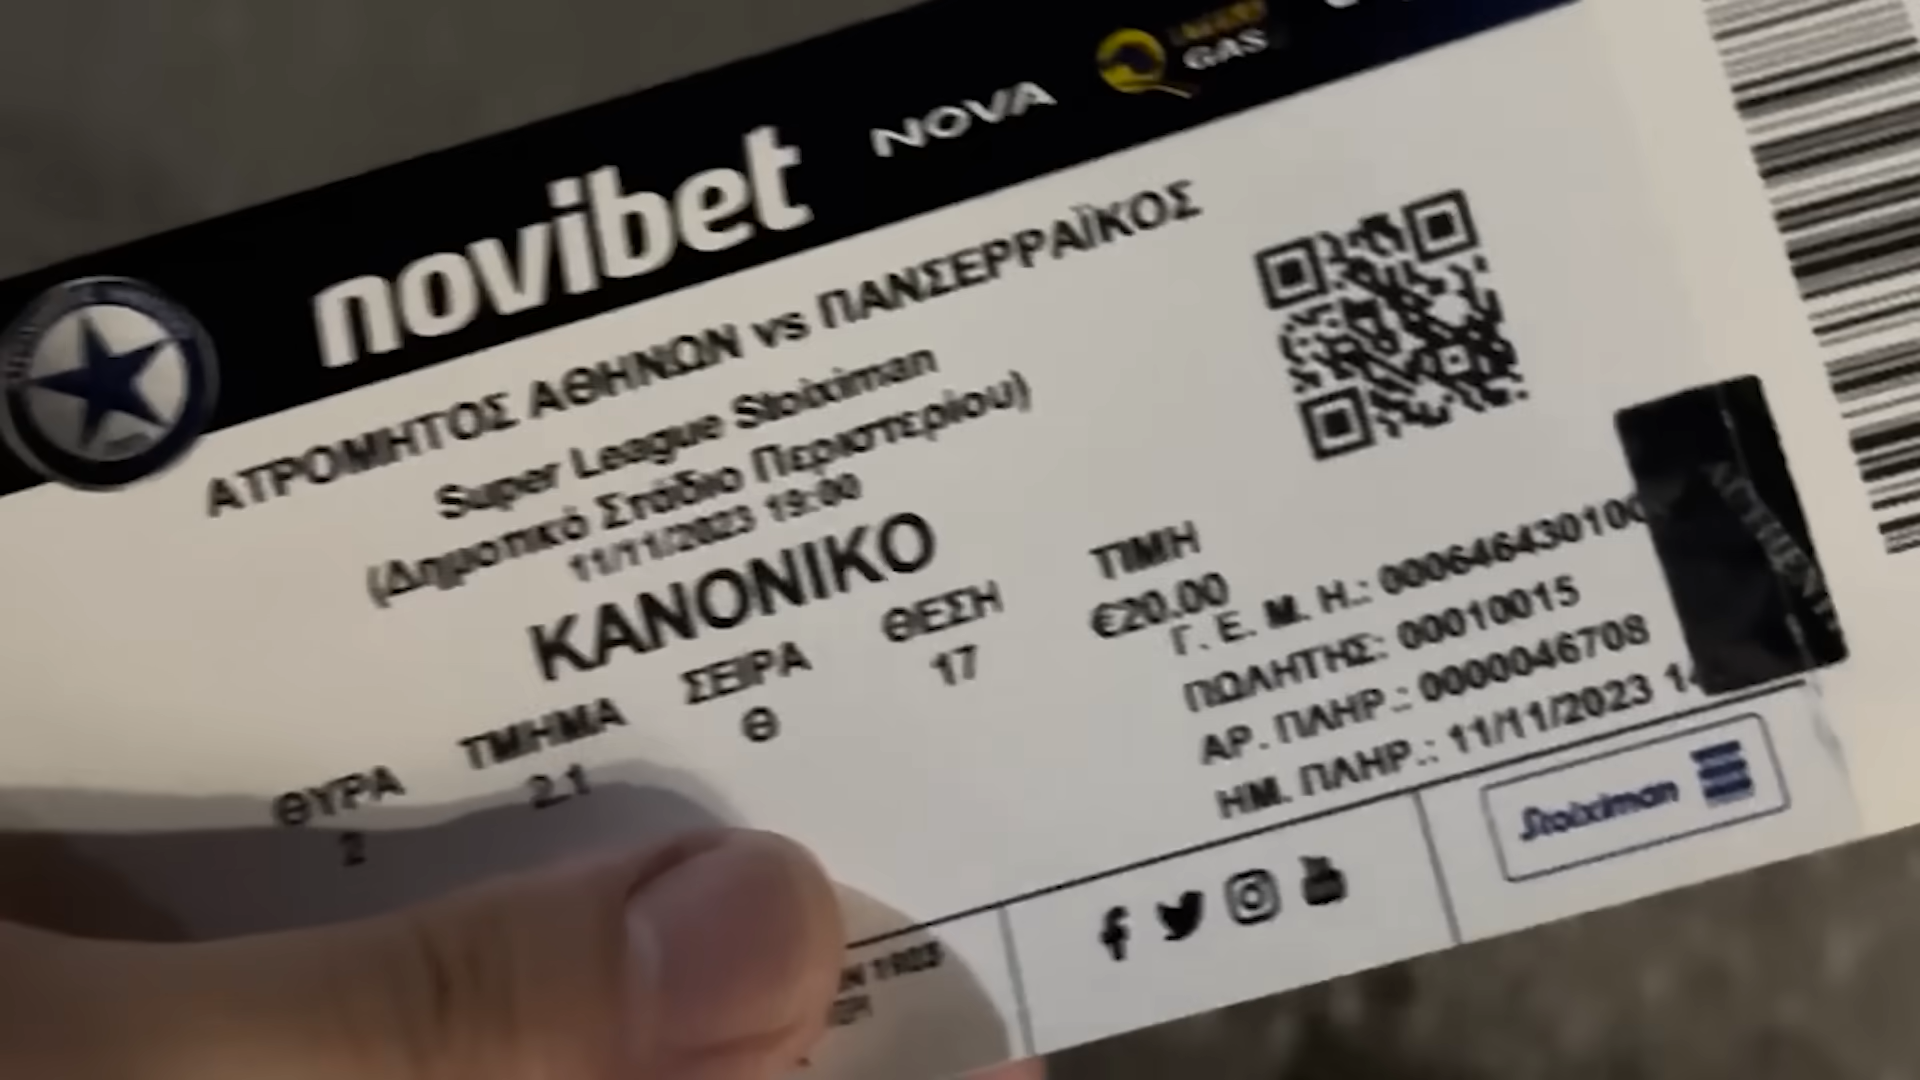 novibet NOVA GAS
ΑΤΡΟΜΗΤΟΣ ΑΘΗΝΩΝ vs ΠΑΝΣΕΡΡΑΪΚΟΣ
Super League Stoiximan
(Δημοτικό Στάδιο Περιστερίου)
11/11/2023 19:00
ΚΑΝΟΝΙΚΟ
ΘΥΡΑ ΤΜΗΜΑ ΣΕΙΡΑ ΘΕΣΗ ΤΙΜΗ
2 2.1 Θ 17 €20.00
Γ. Ε. Μ. Η.: 00064643010
ΠΩΛΗΤΗΣ: 00010015
ΑΡ. ΠΛΗΡ.: 0000046708
ΗΜ. ΠΛΗΡ.: 11/11/2023
Stoiximan